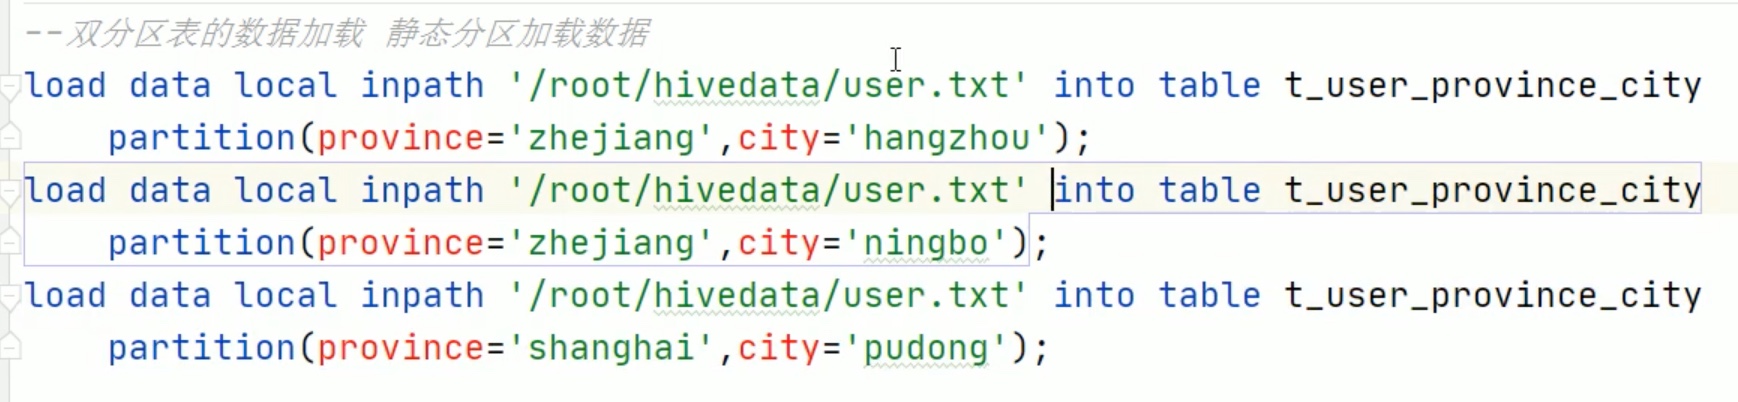 --双分区表的数据加载 静态分区加载数据
load data local inpath '/root/hivedata/user.txt' into table t_user_province_city
    partition(province='zhejiang',city='hangzhou');
load data local inpath '/root/hivedata/user.txt' into table t_user_province_city
    partition(province='zhejiang',city='ningbo');
load data local inpath '/root/hivedata/user.txt' into table t_user_province_city
    partition(province='shanghai',city='pudong');